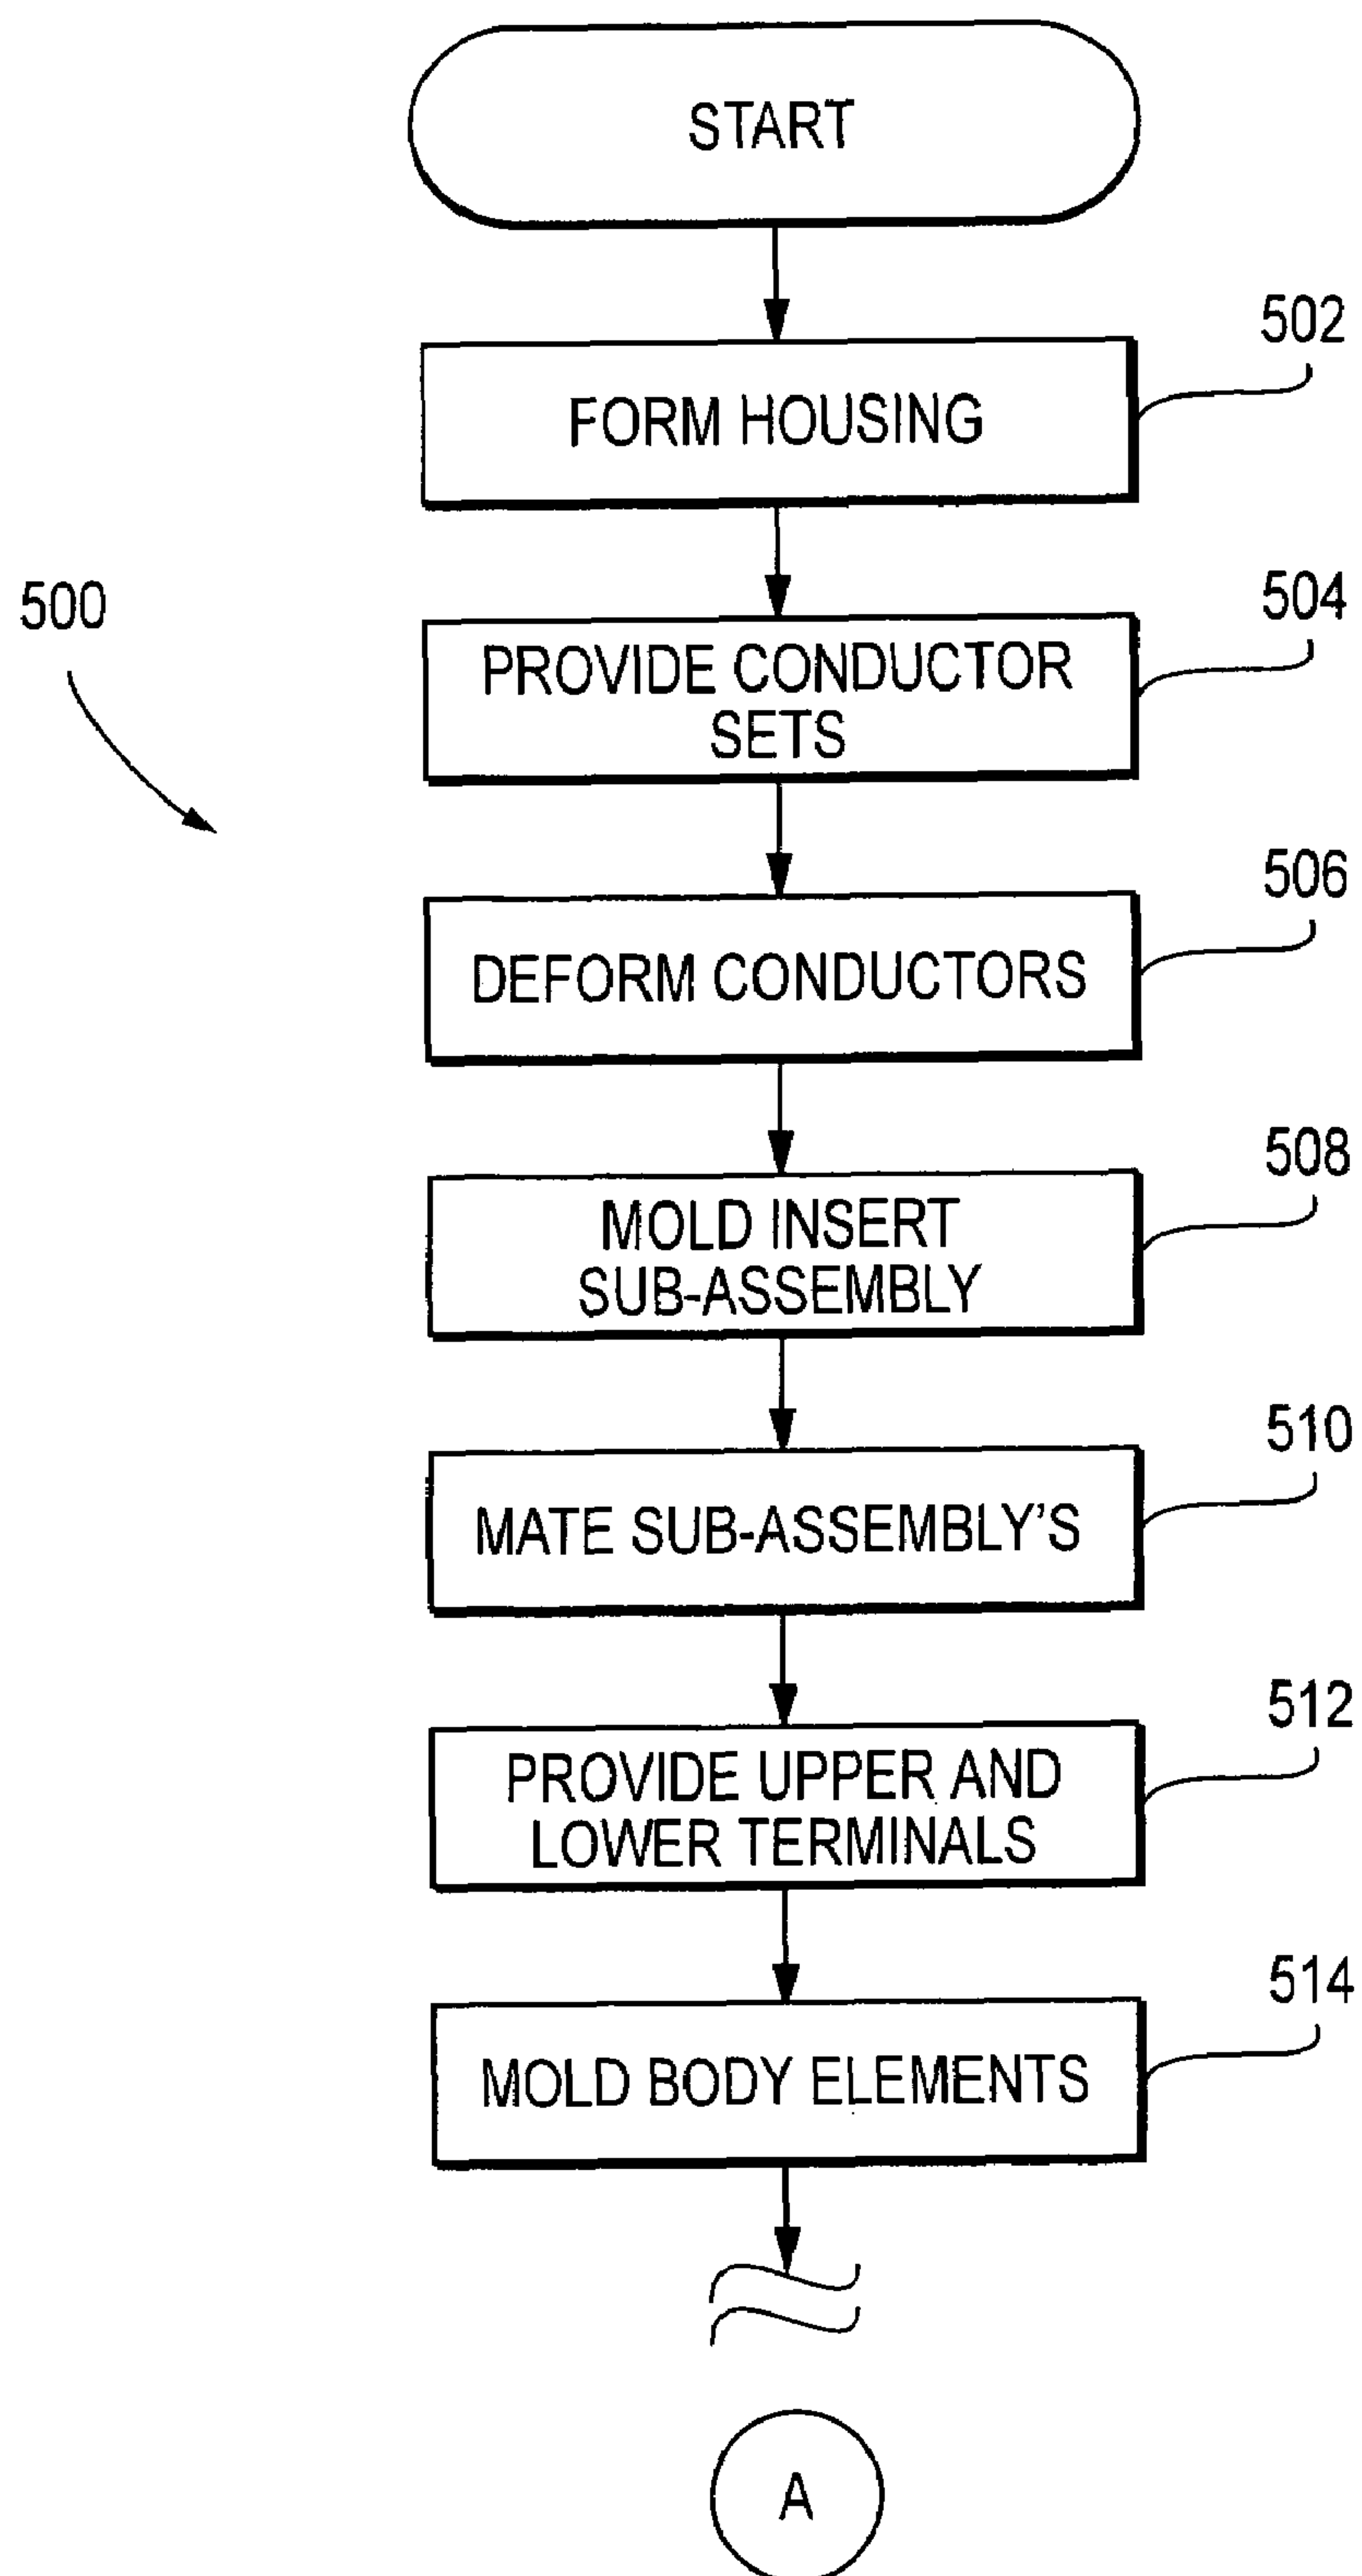 START
502
FORM HOUSING
500
504
PROVIDE CONDUCTOR
SETS
506
DEFORM CONDUCTORS
508
MOLD INSERT
SUB-ASSEMBLY
510
MATE SUB-ASSEMBLY'S
512
PROVIDE UPPER AND
LOWER TERMINALS
514
MOLD BODY ELEMENTS
A